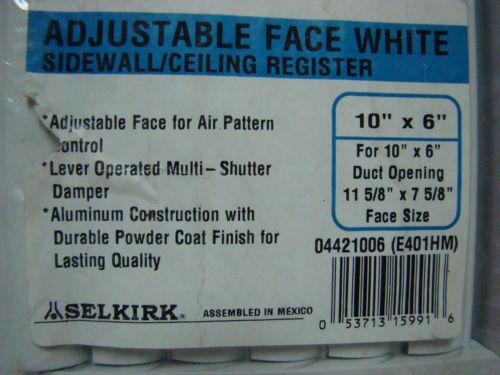 ADJUSTABLE FACE WHITE
SIDEWALL/CEILING REGISTER
*Adjustable Face for Air Pattern
ontrol
*Lever Operated Multi-Shutter
Damper
*Aluminum Construction with
Durable Powder Coat Finish for
Lasting Quality
10" x 6"
For 10" x 6"
Duct Opening
11 5/8" x 7 5/8"
Face Size
04421006 (E401HM)
SELKIRK®
ASSEMBLED IN MEXICO
0 53713 15991 6